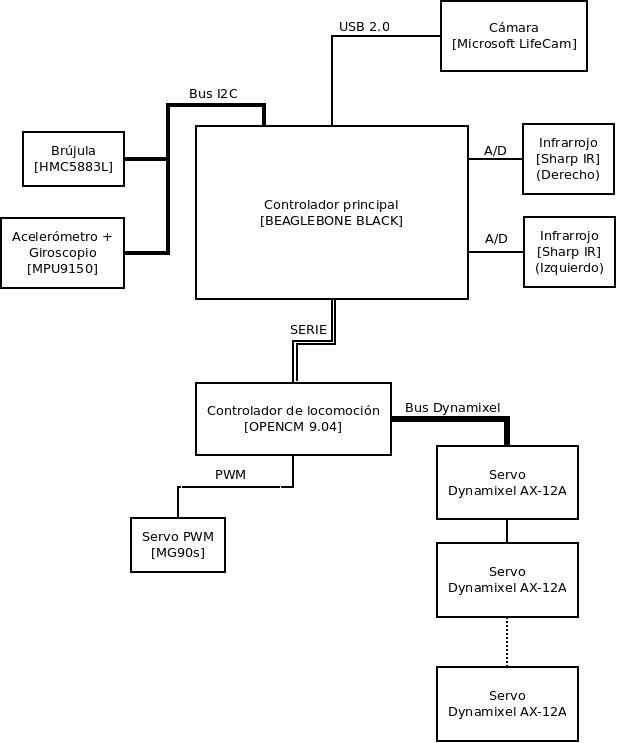 USB 2.0
Cámara
[Microsoft LifeCam]
Bus I2C
Brújula
[HMC5883L]
Acelerómetro +
Giroscopio
[MPU9150]
Controlador principal
[BEAGLEBONE BLACK]
A/D
Infrarrojo
[Sharp IR]
(Derecho)
A/D
Infrarrojo
[Sharp IR]
(Izquierdo)
SERIE
Controlador de locomoción
[OPENCM 9.04]
Bus Dynamixel
PWM
Servo PWM
[MG90s]
Servo
Dynamixel AX-12A
Servo
Dynamixel AX-12A
Servo
Dynamixel AX-12A